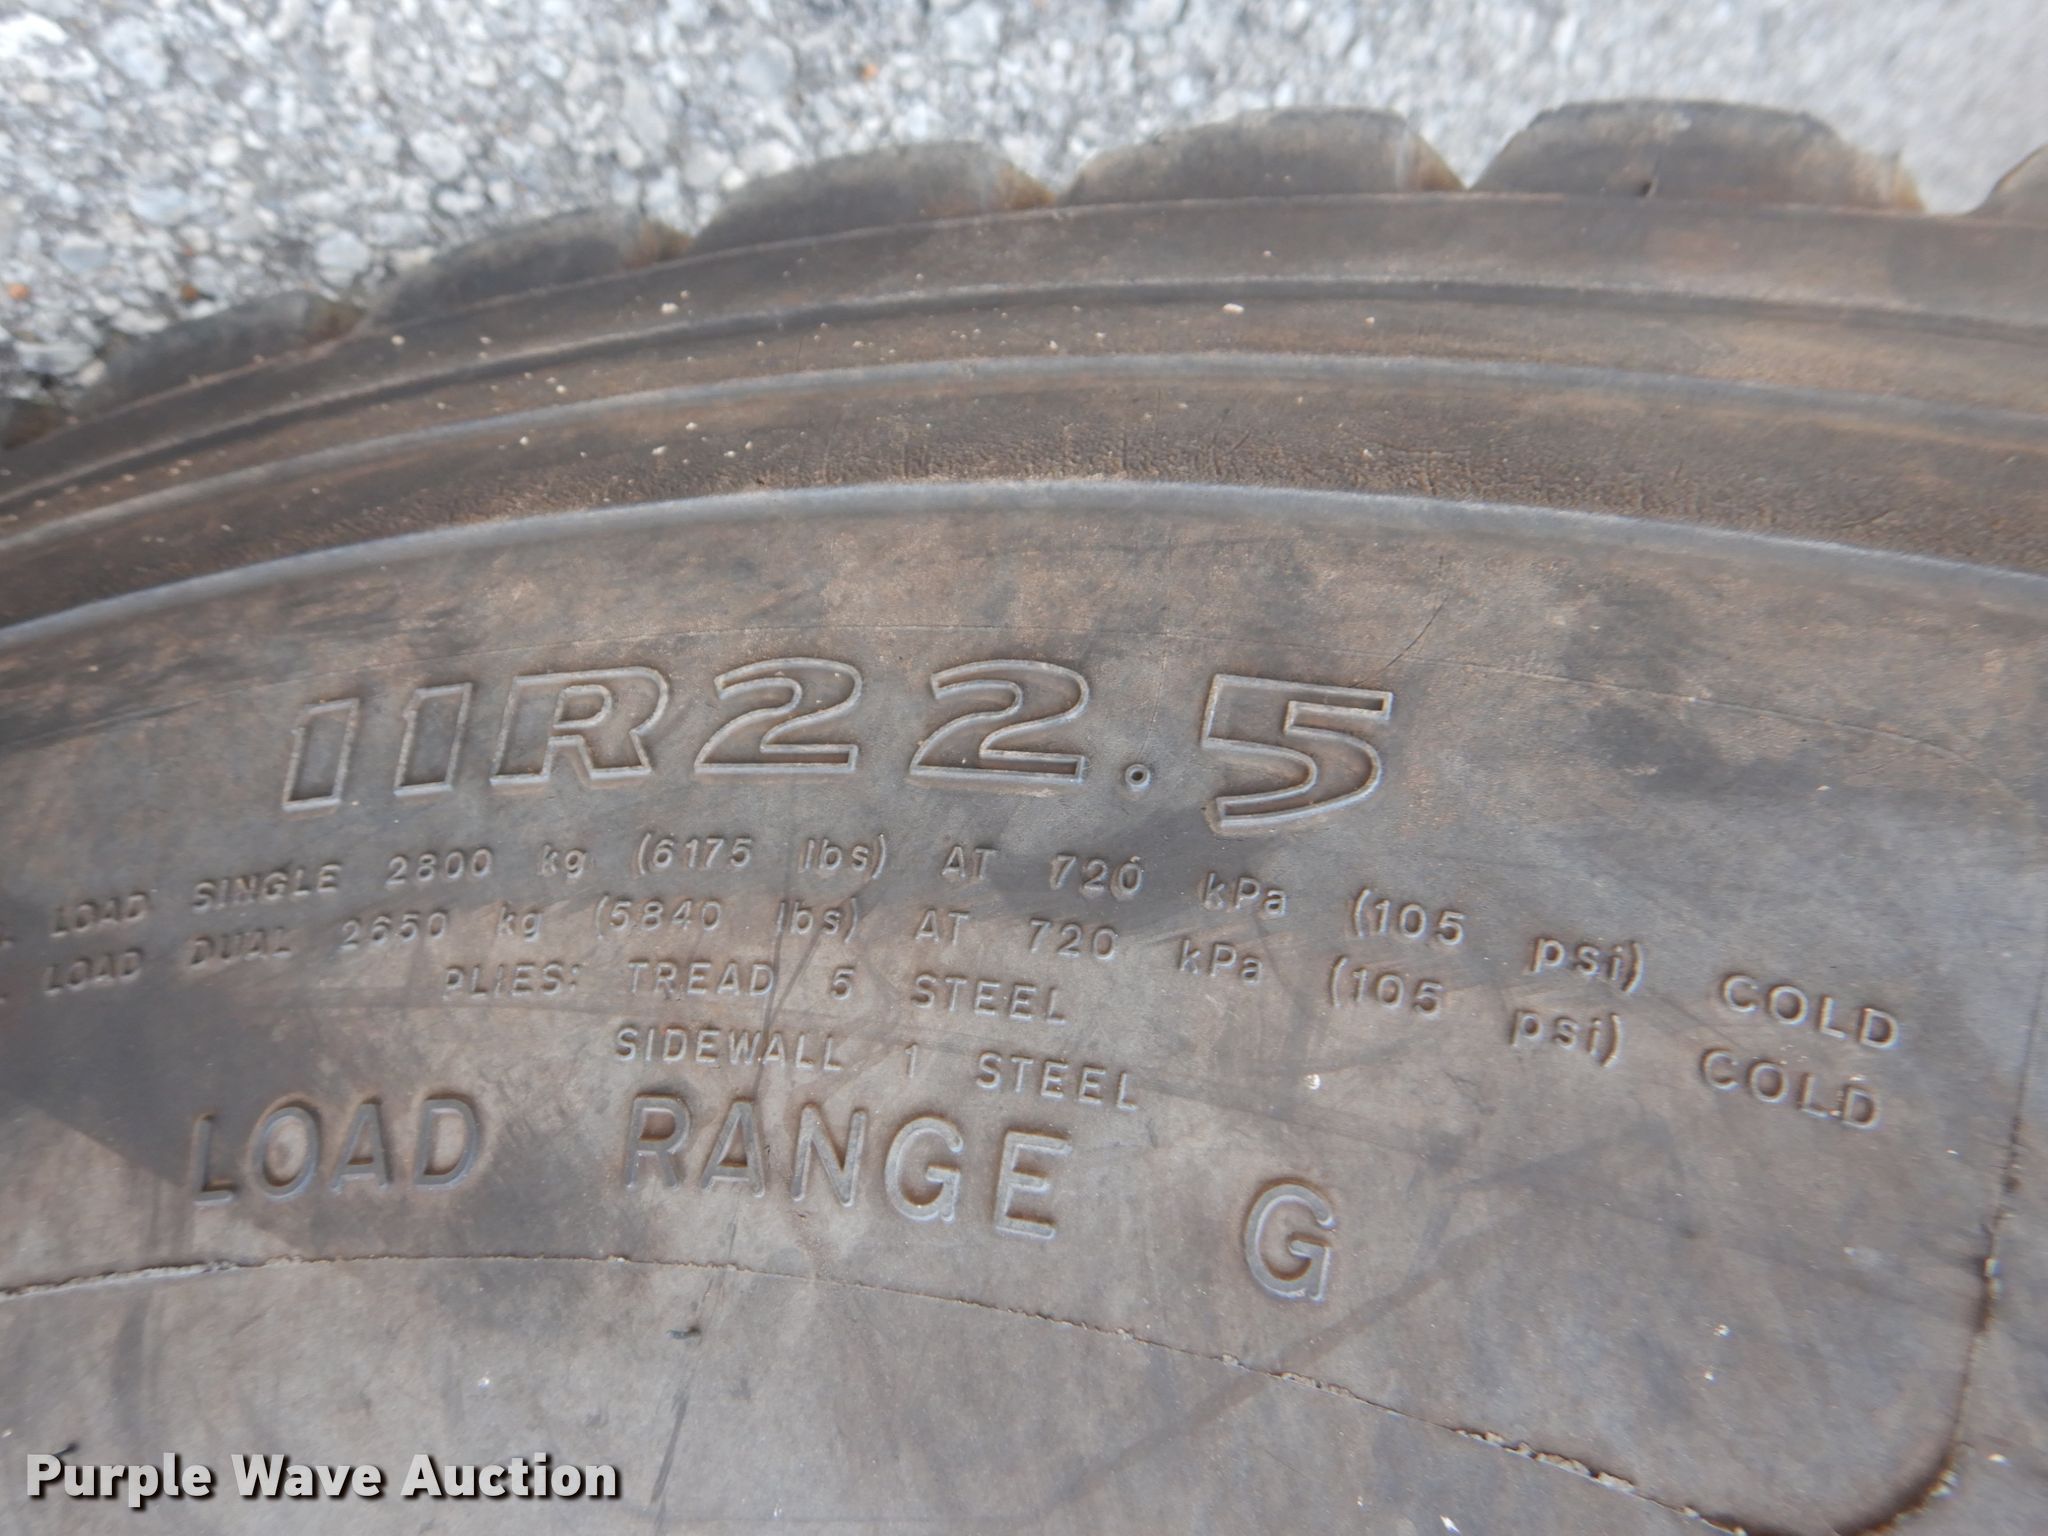 11R22.5
LOAD SINGLE 2800 kg (6175 lbs) AT 720 kPa (105 psi) COLD
LOAD DUAL 2650 kg (5840 lbs) AT 720 kPa (105 psi) COLD
PLIES: TREAD 5 STEEL
SIDEWALL 1 STEEL
LOAD RANGE G
Purple Wave Auction